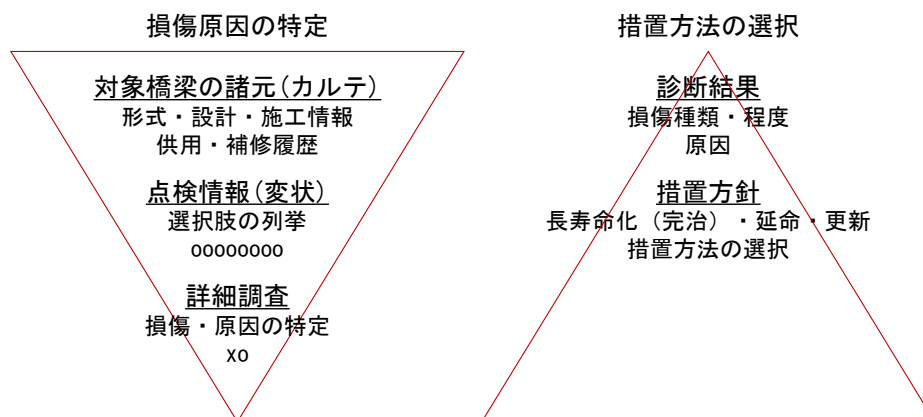 損傷原因の特定
対象橋梁の諸元(カルテ)
形式・設計・施工情報
供用・補修履歴
点検情報(変状)
選択肢の列挙
oooooooo
詳細調査
損傷・原因の特定
xo
措置方法の選択
診断結果
損傷種類・程度
原因
措置方針
長寿命化（完治）・延命・更新
措置方法の選択